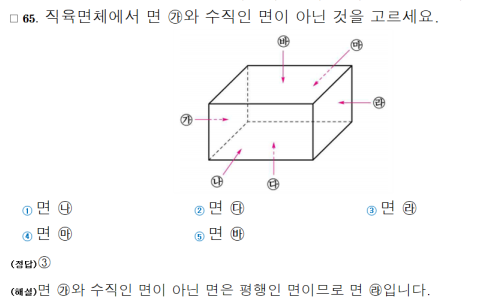 □ 65. 직육면체에서 면 ㉮와 수직인 면이 아닌 것을 고르세요.
㉳
㉲
㉱
㉮
㉯
㉰
① 면 ㉯ ② 면 ㉰ ③ 면 ㉱
④ 면 ㉲ ⑤ 면 ㉳
(정답)③
(해설)면 ㉮와 수직인 면이 아닌 면은 평행인 면이므로 면 ㉱입니다.